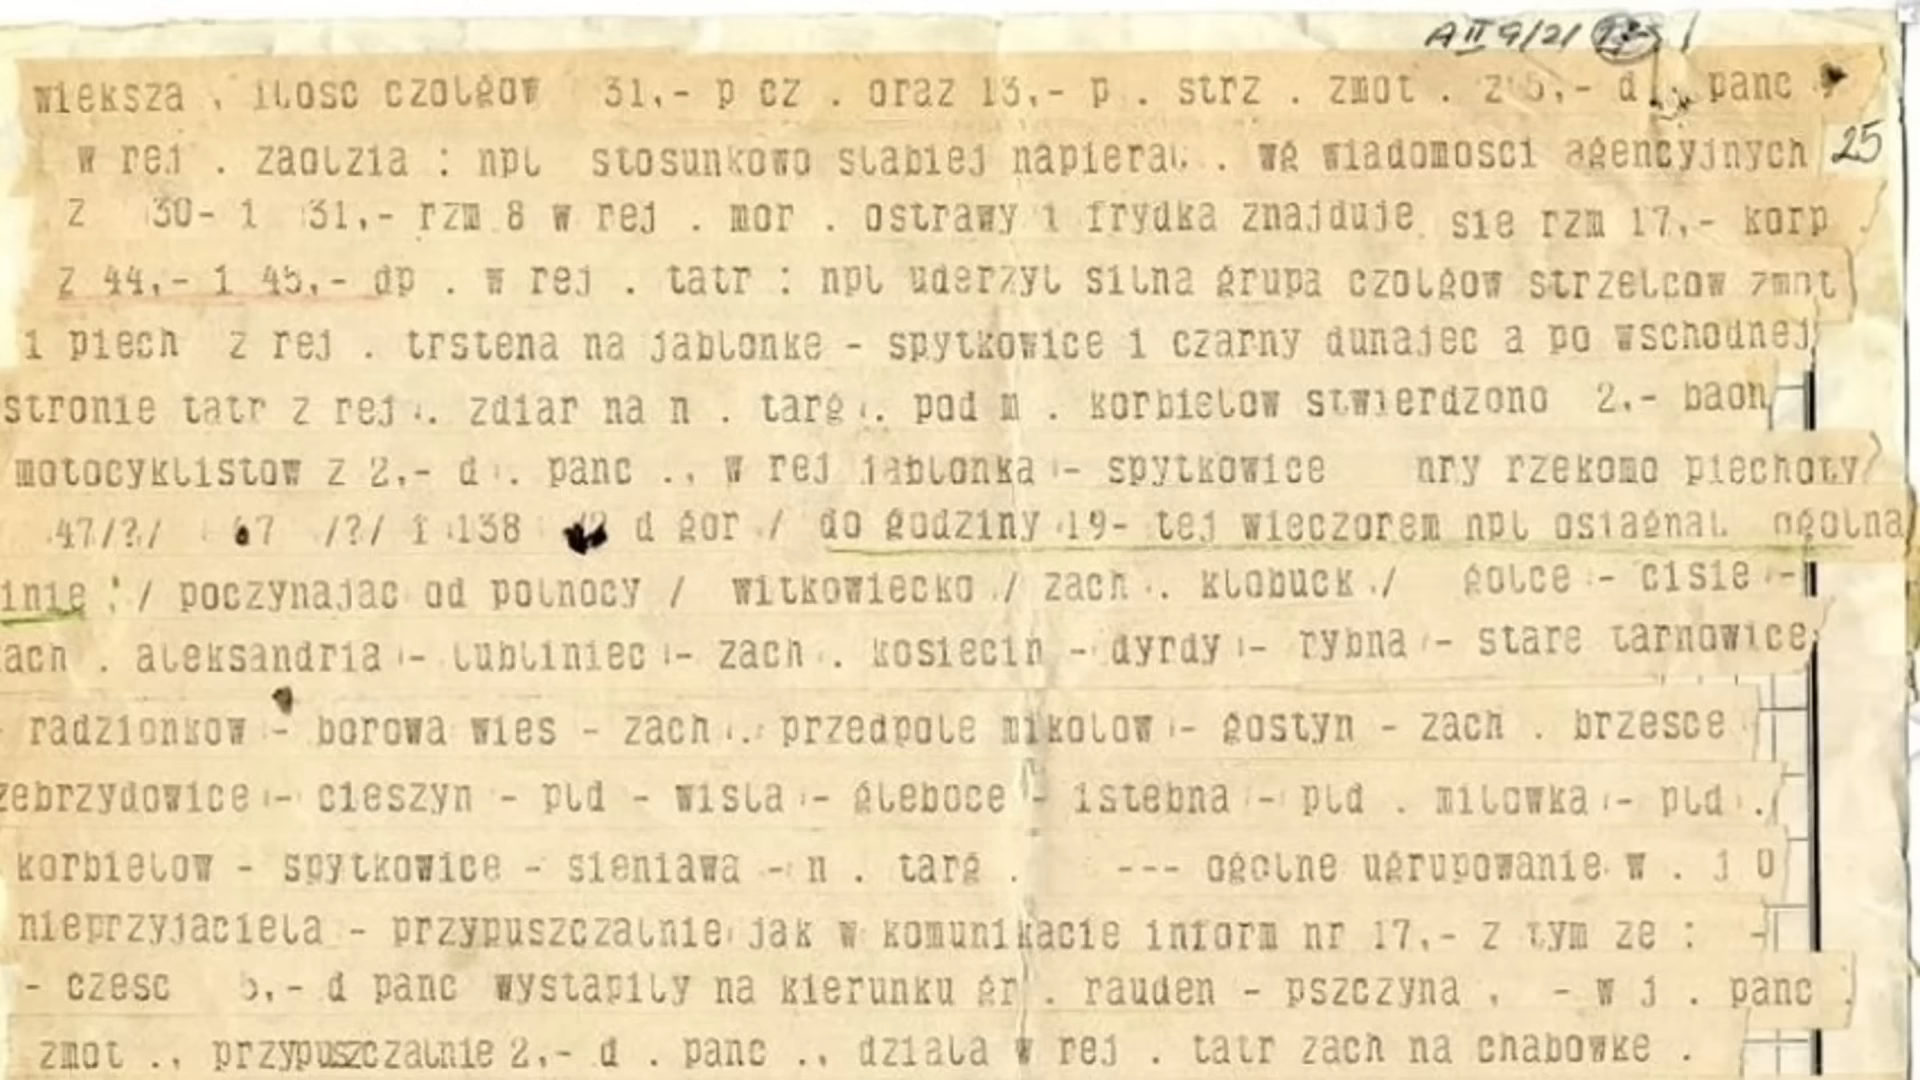 A II 9/21
wieksza , ilosc czolgow 31,- p cz . oraz 13,- p . strz . zmot . z 5,- d . panc
25
w rej . zaolzia : npl stosunkowo slabiej napieral . wg wiadomosci agencyjnych
z 30- i 31,- rzm 8 w rej . mor . ostrawy i frydka znajduje sie rzm 17,- korp .
z 44,- i 45,- dp . w rej . tatr : npl uderzyl silna grupa czolgow strzelcow zmot
i piech z rej . trstena na jablonke - spytkowice i czarny dunajec a po wschodnej
stronie tatr z rej . zdiar na n . targ . pod m . korbielow stwierdzono 2,- baon
motocyklistow z 2,- d . panc ., w rej jablonka - spytkowice nry rzekomo piechoty
47/?/ 67 /?/ i 138 d gor / do godziny 19- tej wieczorem npl osiagnal ogolna
linie : / poczynajac od polnocy / witkowiecko / zach . klobuck / golce - cisie -
zach . aleksandria - lubliniec - zach . kosiecin - dyrdy - rybna - stare tarnowice
- radzionkow - borowa wies - zach . przedpole mikolow - gostyn - zach . brzesce
zebrzydowice - cieszyn - pld - wisla - gleboce - istebna - pld . milowka - pld .
korbielow - spytkowice - sieniawa - n . targ . --- ogolne ugrupowanie w . j 0
nieprzyjaciela - przypuszczalnie jak w komunikacie inform nr 17,- z tym ze : -
- czesc 5,- d panc wystapily na kierunku gr . rauden - pszczyna , - w j . panc .
zmot ., przypuszczalnie 2,- d . panc ., dziala w rej . tatr zach na chabowke .